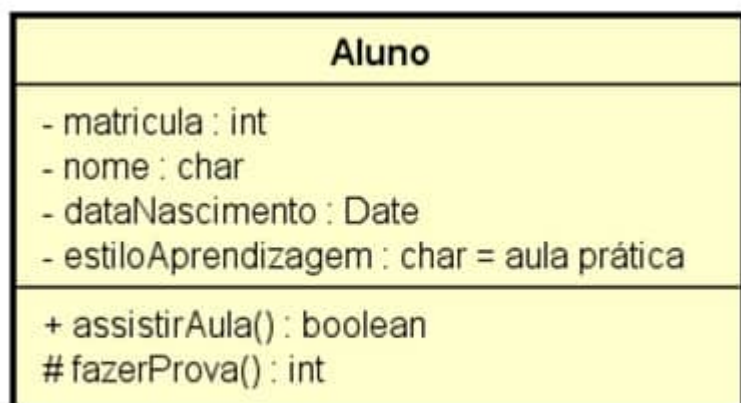 Aluno
- matricula : int
- nome : char
- dataNascimento : Date
- estiloAprendizagem : char = aula prática
+ assistirAula() : boolean
# fazerProva() : int